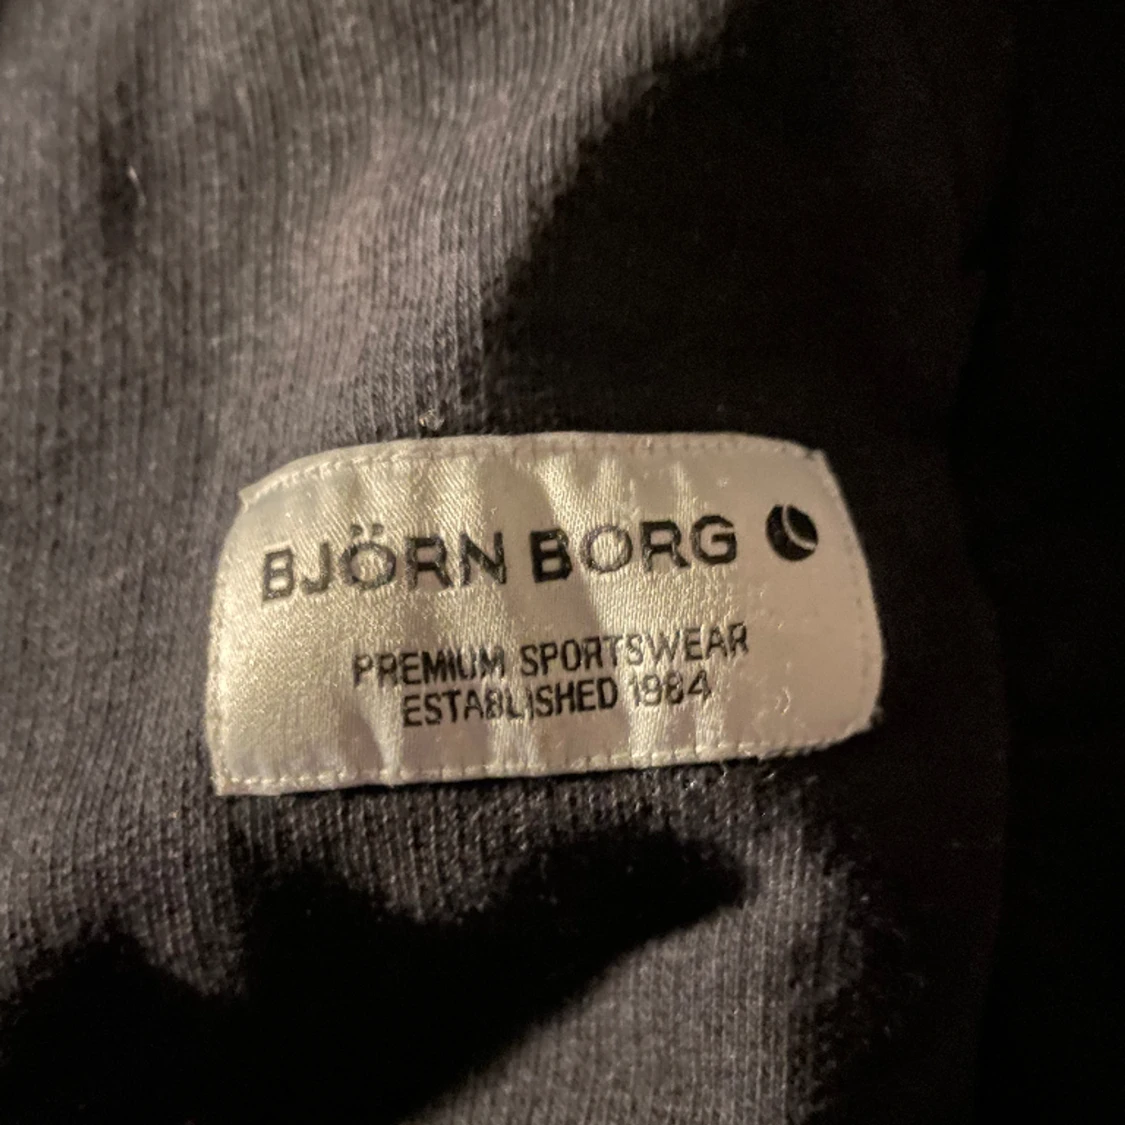 BJÖRN BORG
PREMIUM SPORTSWEAR
ESTABLISHED 1984